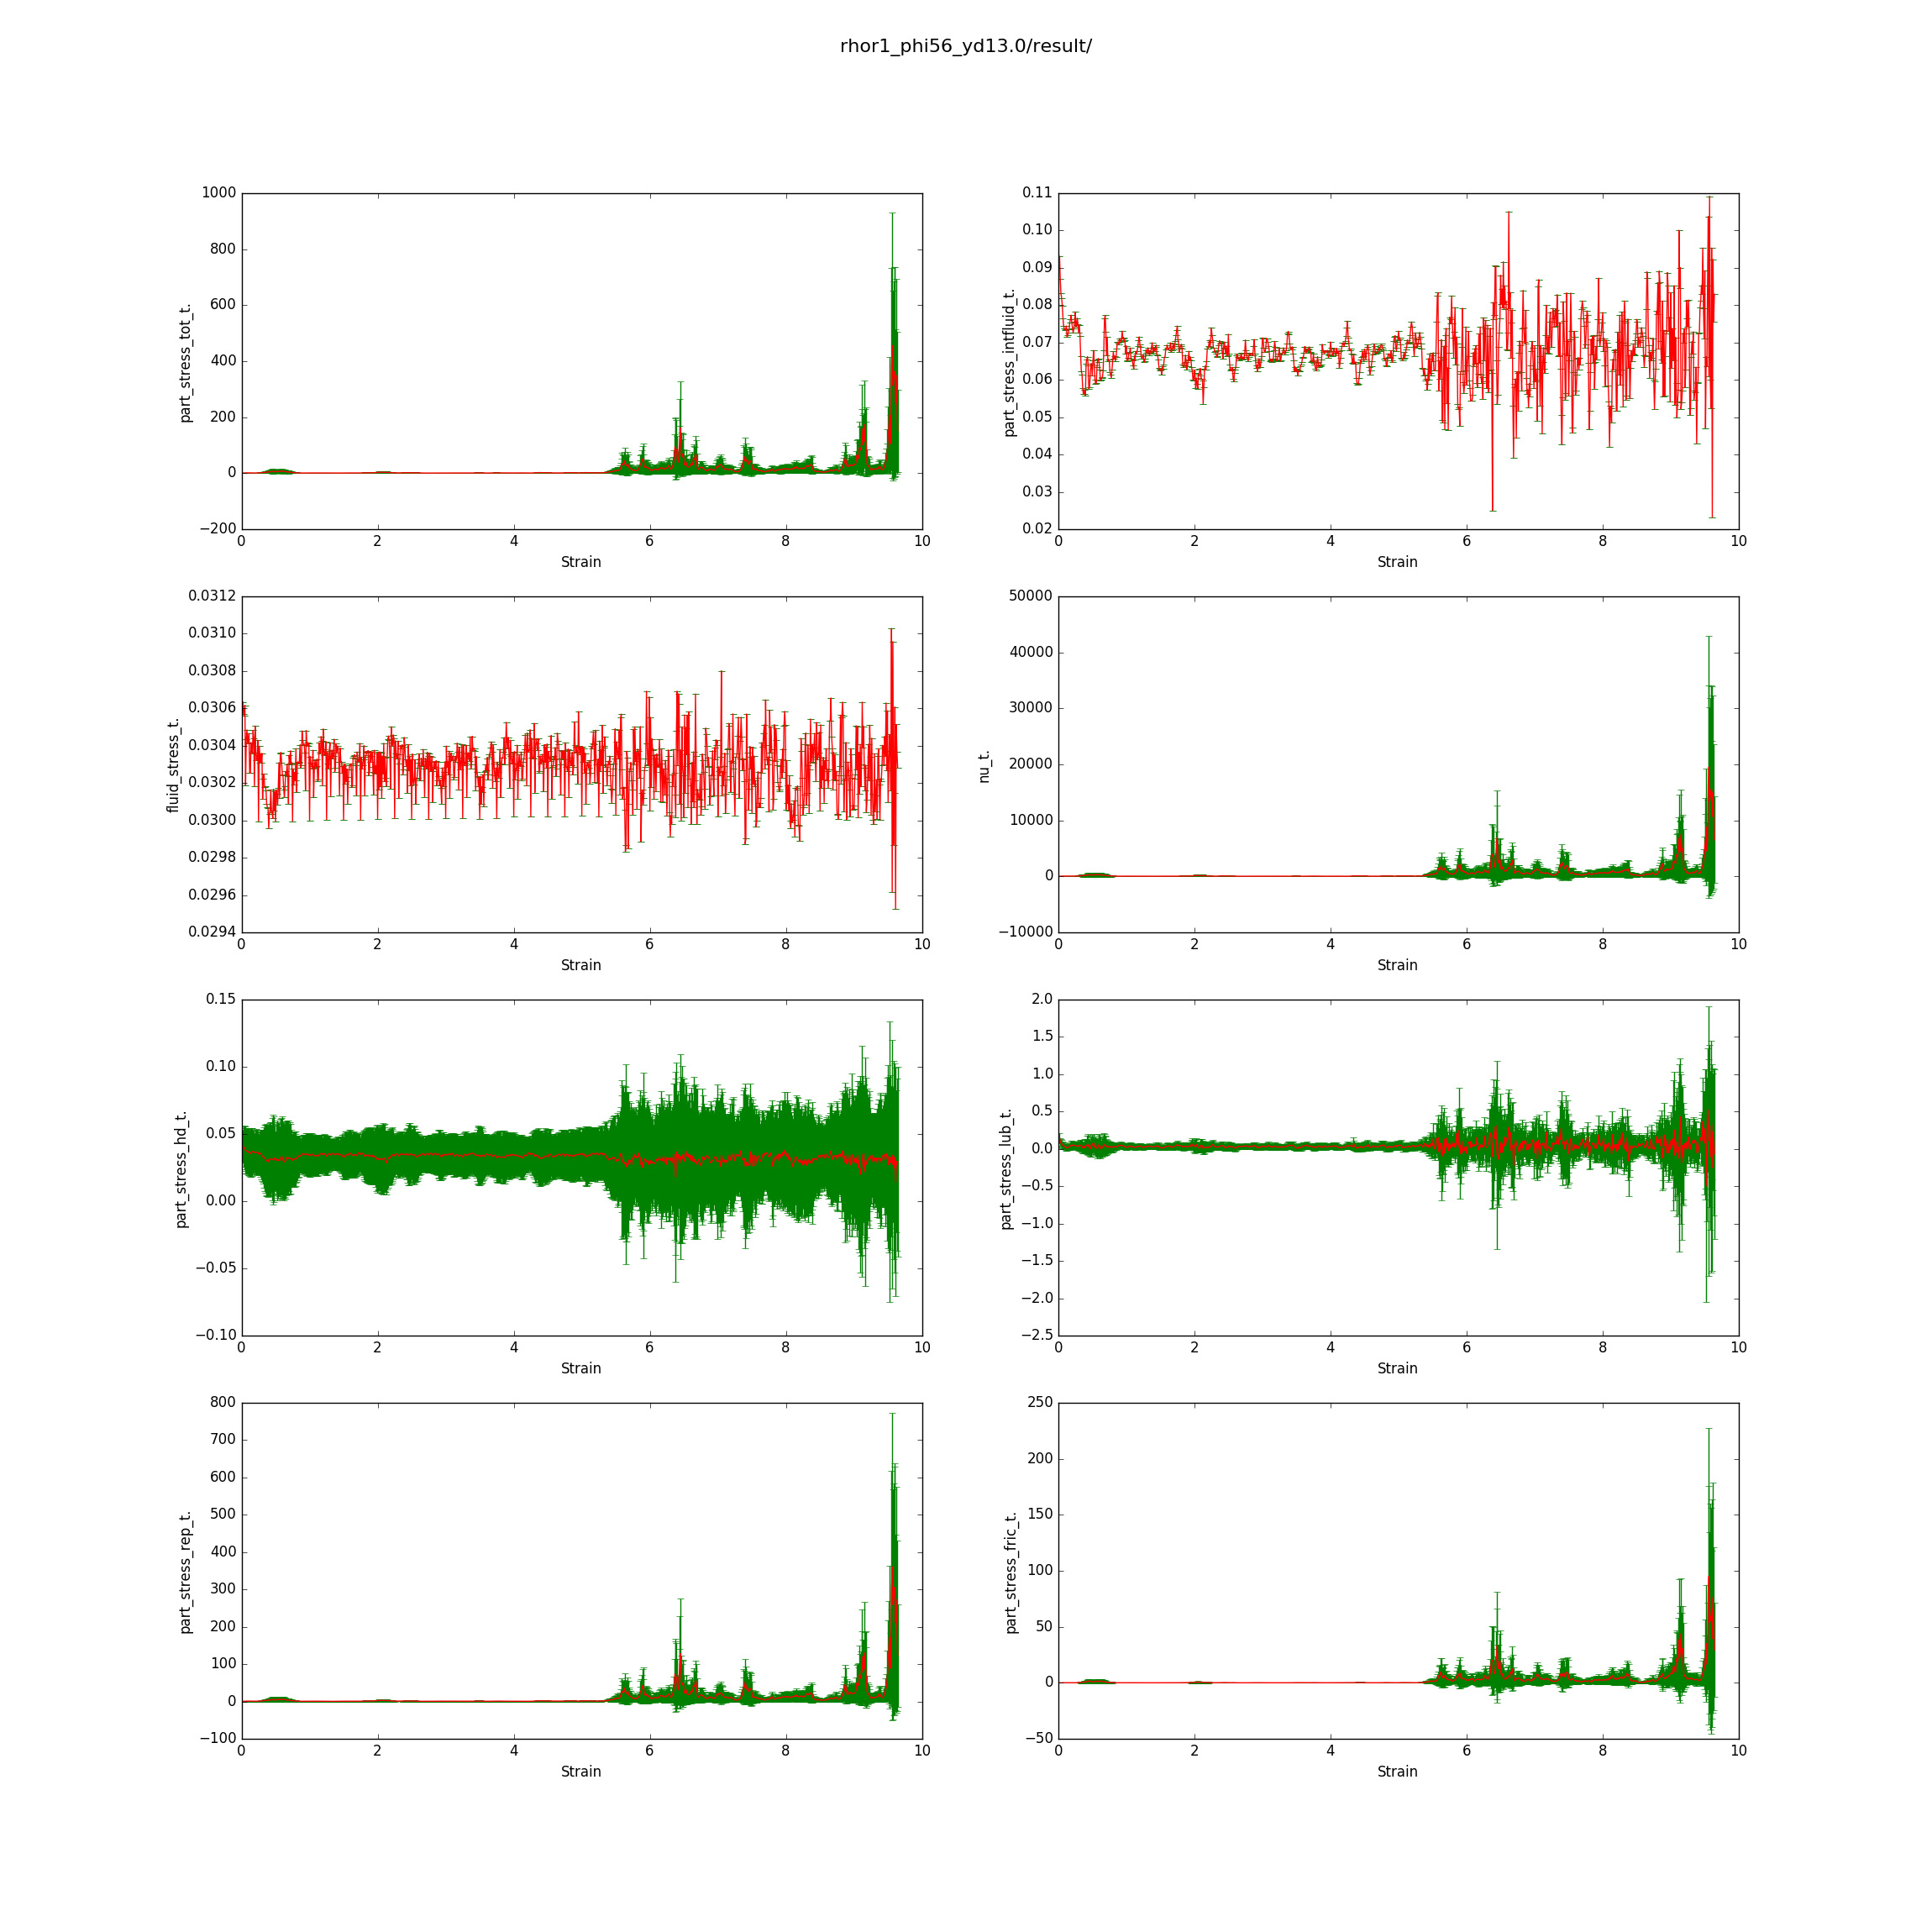 rhor1_phi56_yd13.0/result/
1000
800
600
400
200
0
−200
part_stress_tot_t.
0 2 4 6 8 10
Strain
0.11
0.10
0.09
0.08
0.07
0.06
0.05
0.04
0.03
0.02
part_stress_intfluid_t.
0 2 4 6 8 10
Strain
0.0312
0.0310
0.0308
0.0306
0.0304
0.0302
0.0300
0.0298
0.0296
0.0294
fluid_stress_t.
0 2 4 6 8 10
Strain
50000
40000
30000
20000
10000
0
−10000
nu_t.
0 2 4 6 8 10
Strain
0.15
0.10
0.05
0.00
−0.05
−0.10
part_stress_hd_t.
0 2 4 6 8 10
Strain
2.0
1.5
1.0
0.5
0.0
−0.5
−1.0
−1.5
−2.0
−2.5
part_stress_lub_t.
0 2 4 6 8 10
Strain
800
700
600
500
400
300
200
100
0
−100
part_stress_rep_t.
0 2 4 6 8 10
Strain
250
200
150
100
50
0
−50
part_stress_fric_t.
0 2 4 6 8 10
Strain